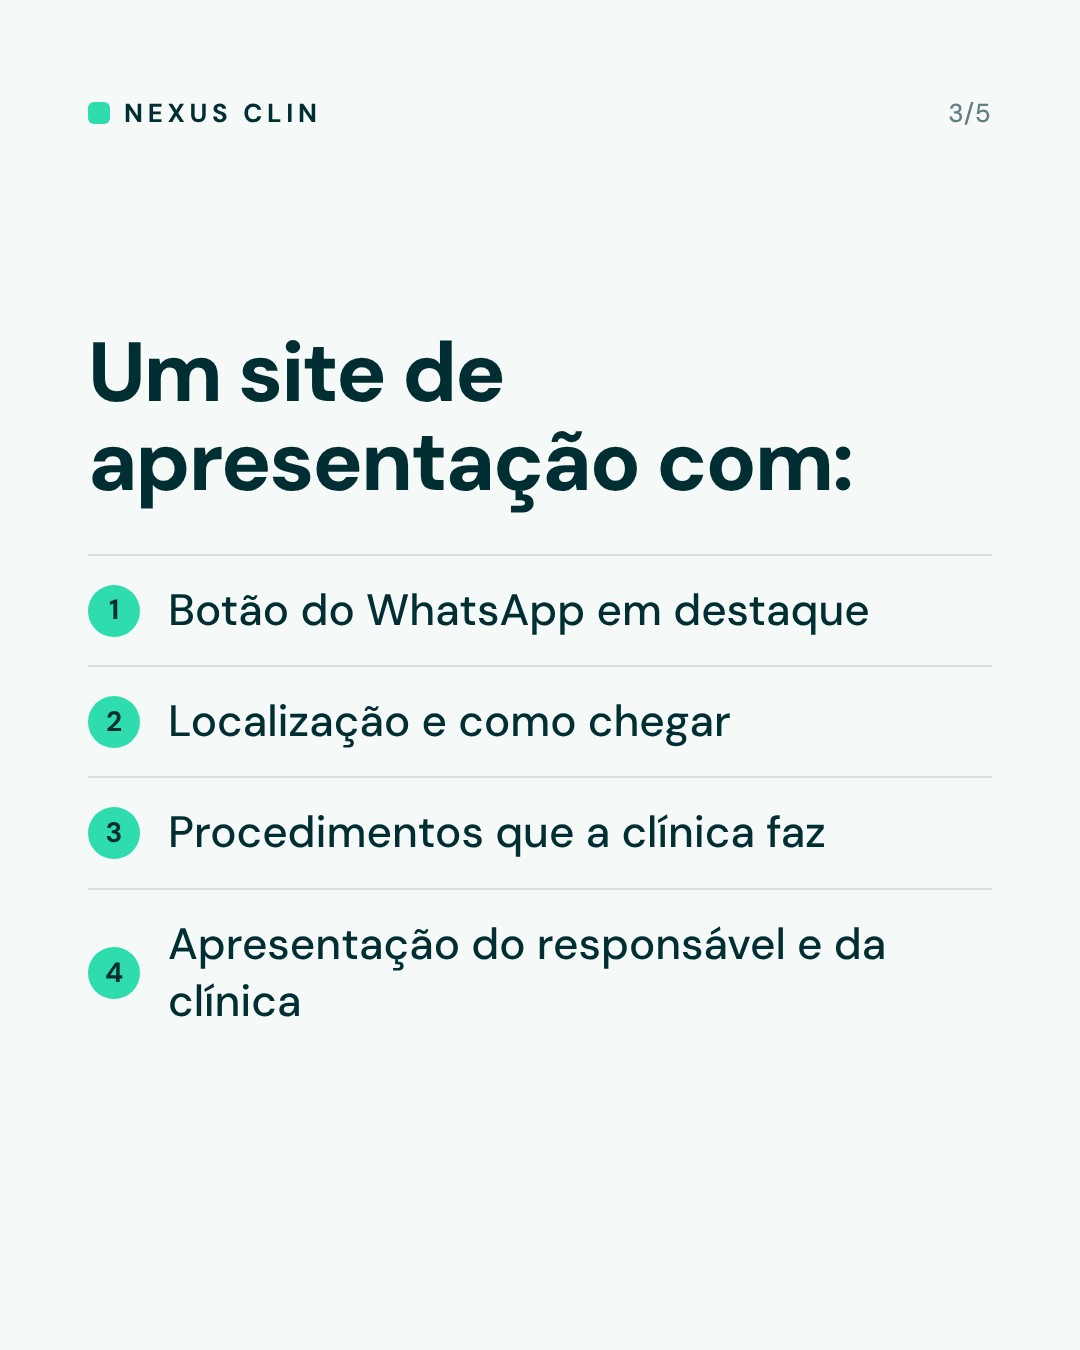 NEXUS CLIN
3/5
Um site de
apresentação com:
1 Botão do WhatsApp em destaque
2 Localização e como chegar
3 Procedimentos que a clínica faz
4 Apresentação do responsável e da
clínica